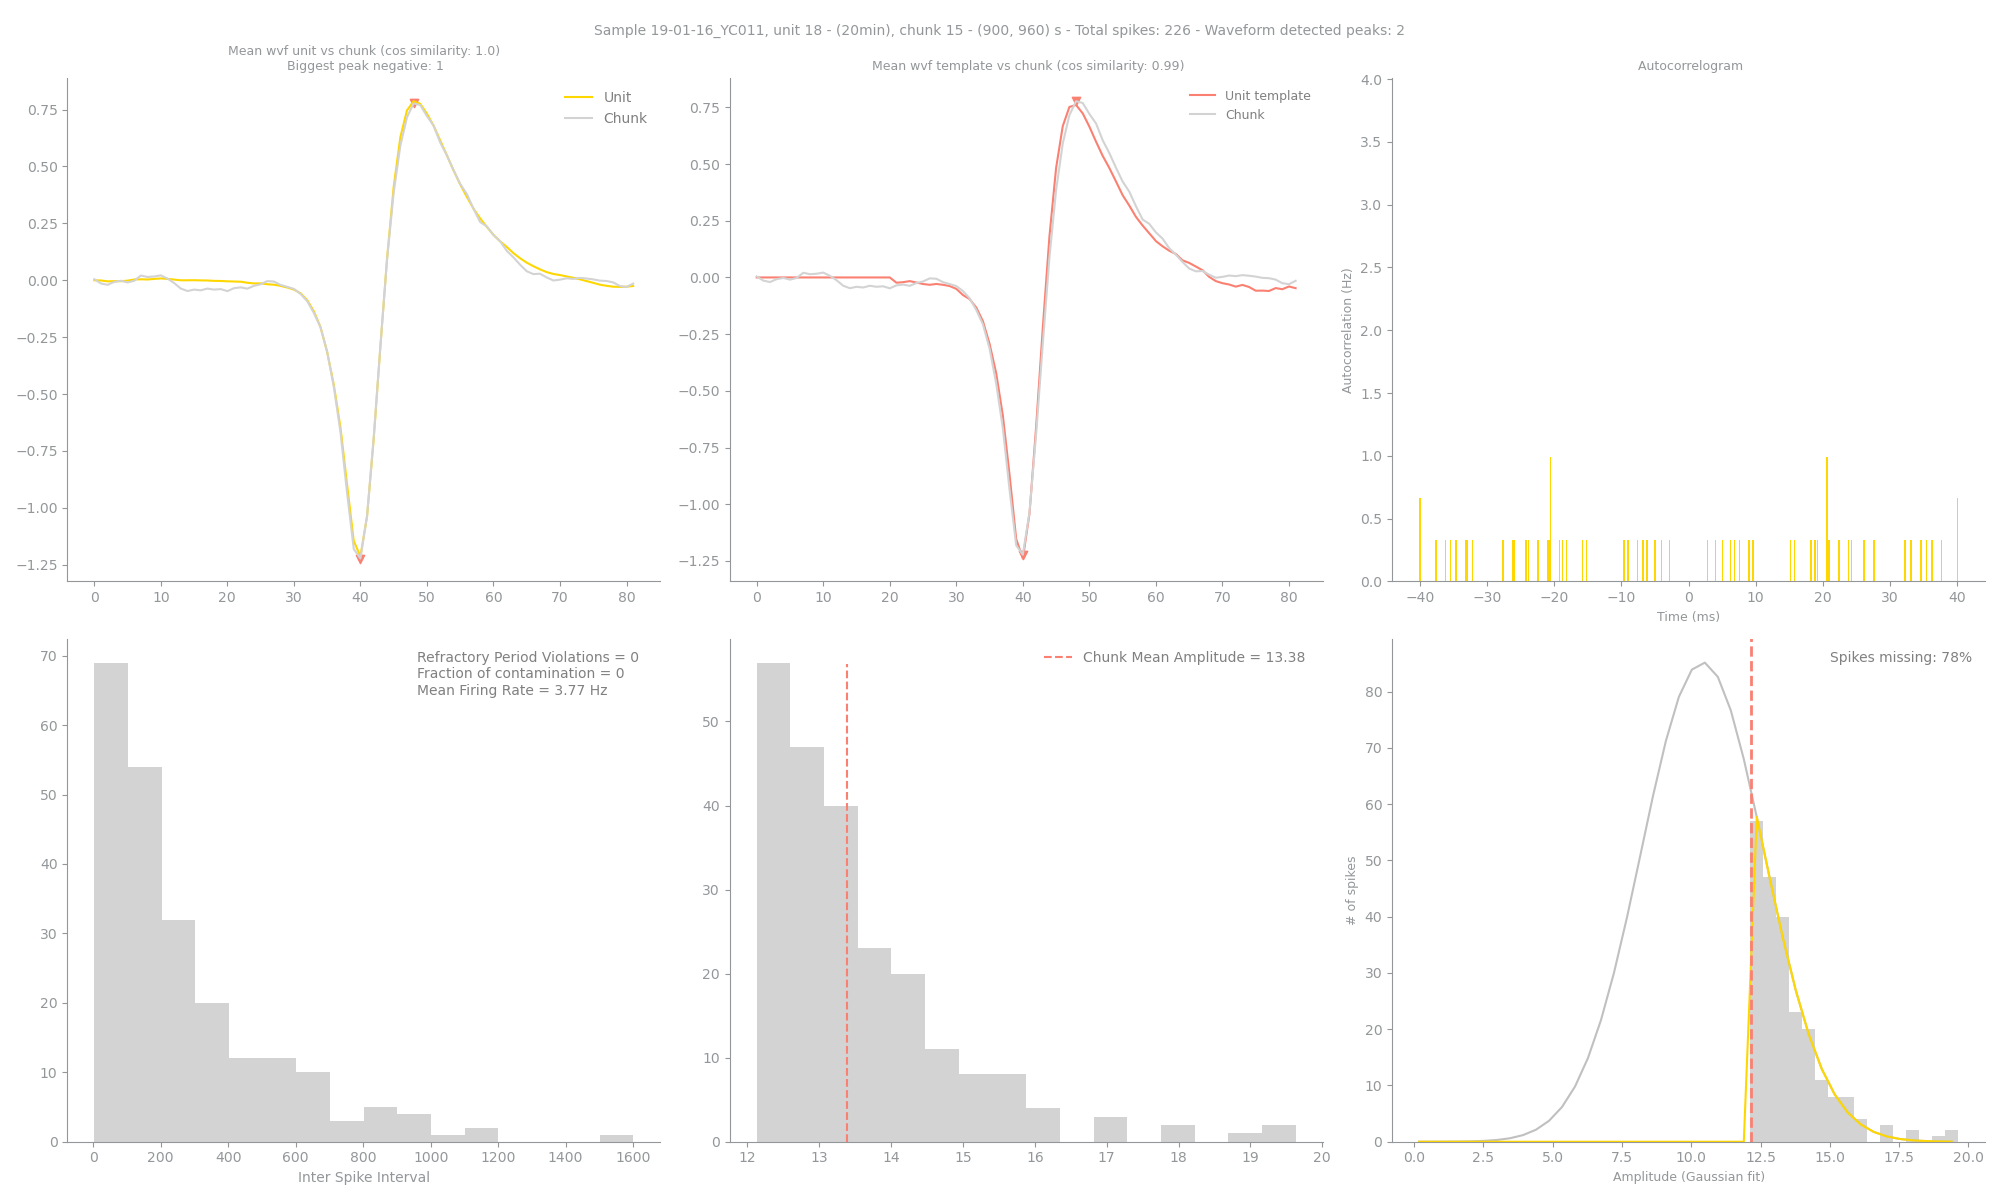 Sample 19-01-16_YC011, unit 18 - (20min), chunk 15 - (900, 960) s - Total spikes: 226 - Waveform detected peaks: 2
Mean wvf unit vs chunk (cos similarity: 1.0)
Biggest peak negative: 1
Unit
Chunk
0.75
0.50
0.25
0.00
−0.25
−0.50
−0.75
−1.00
−1.25
0 10 20 30 40 50 60 70 80
Mean wvf template vs chunk (cos similarity: 0.99)
Unit template
Chunk
0.75
0.50
0.25
0.00
−0.25
−0.50
−0.75
−1.00
−1.25
0 10 20 30 40 50 60 70 80
Autocorrelogram
Autocorrelation (Hz)
4.0
3.5
3.0
2.5
2.0
1.5
1.0
0.5
0.0
−40 −30 −20 −10 0 10 20 30 40
Time (ms)
Refractory Period Violations = 0
Fraction of contamination = 0
Mean Firing Rate = 3.77 Hz
70
60
50
40
30
20
10
0
0 200 400 600 800 1000 1200 1400 1600
Inter Spike Interval
Chunk Mean Amplitude = 13.38
50
40
30
20
10
0
12 13 14 15 16 17 18 19 20
Spikes missing: 78%
# of spikes
80
70
60
50
40
30
20
10
0
0.0 2.5 5.0 7.5 10.0 12.5 15.0 17.5 20.0
Amplitude (Gaussian fit)